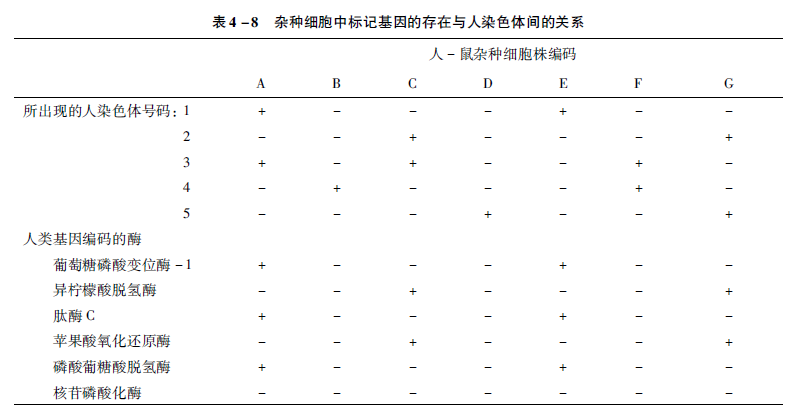 表 4-8 杂种细胞中标记基因的存在与人染色体间的关系
人-鼠杂种细胞株编码
A B C D E F G
所出现的人染色体号码：1 + - - - + - -
2 - - + - - - +
3 + - + - - + -
4 - + - - - + -
5 - - - + - - +
人类基因编码的酶
葡萄糖磷酸变位酶-1 + - - - + - -
异柠檬酸脱氢酶 - - + - - - +
肽酶 C + - - - + - -
苹果酸氧化还原酶 - - + - - - +
磷酸葡糖酸脱氢酶 + - - - + - -
核苷磷酸化酶 - - - - - - -